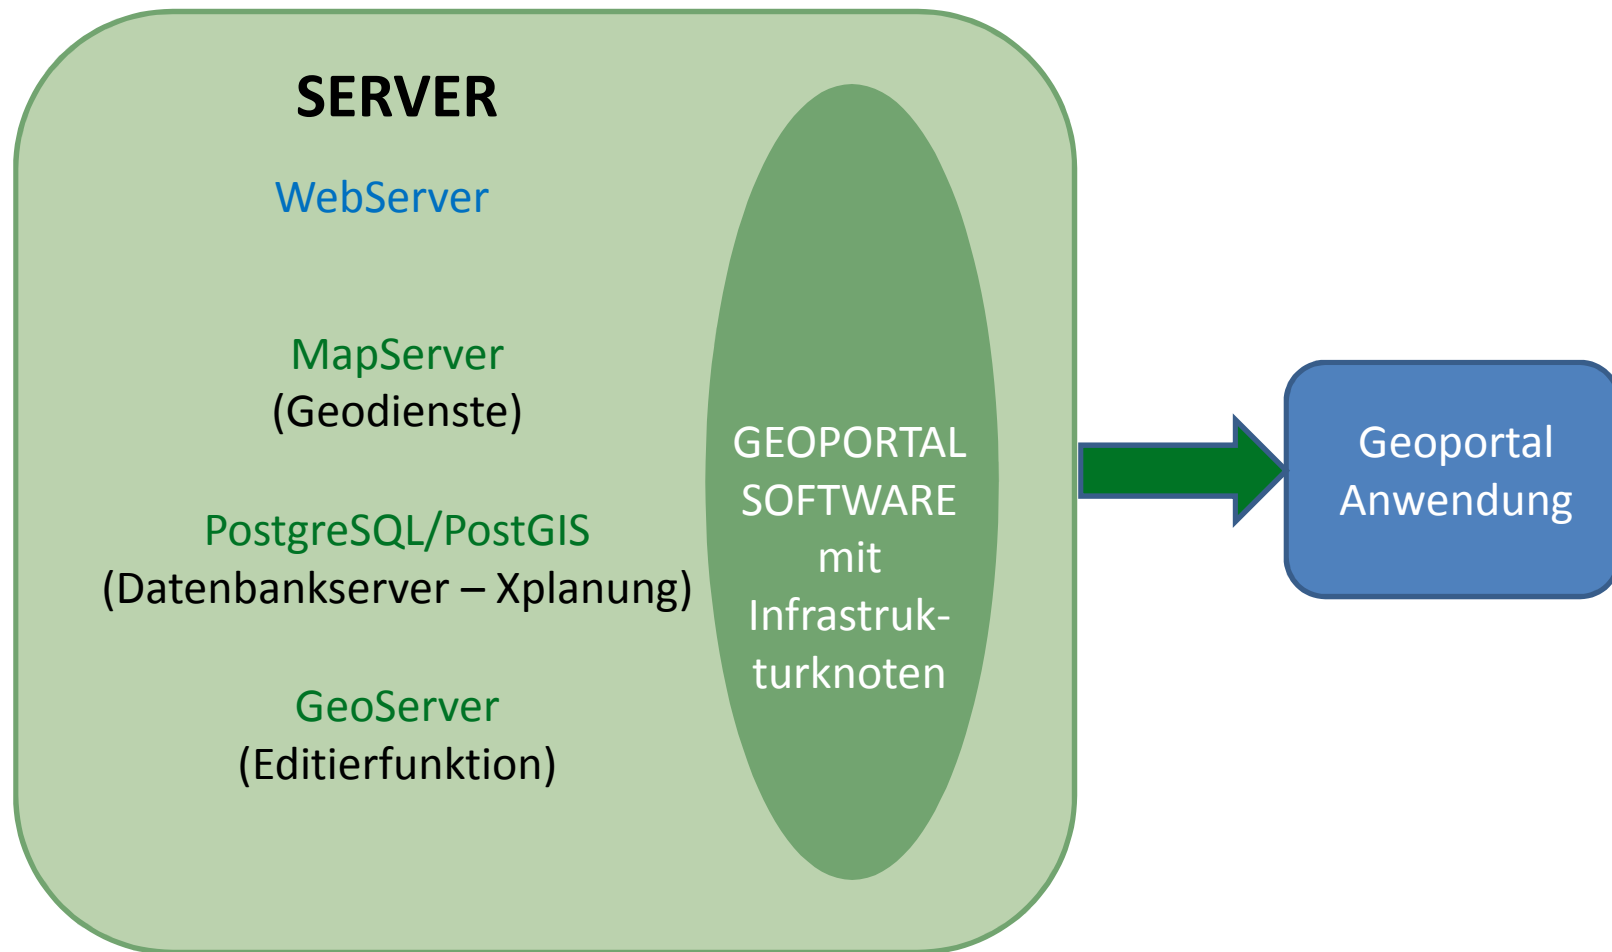 SERVER
WebServer
MapServer
(Geodienste)
PostgreSQL/PostGIS
(Datenbankserver – Xplanung)
GeoServer
(Editierfunktion)
GEOPORTAL
SOFTWARE
mit
Infrastruk-
turknoten
Geoportal
Anwendung